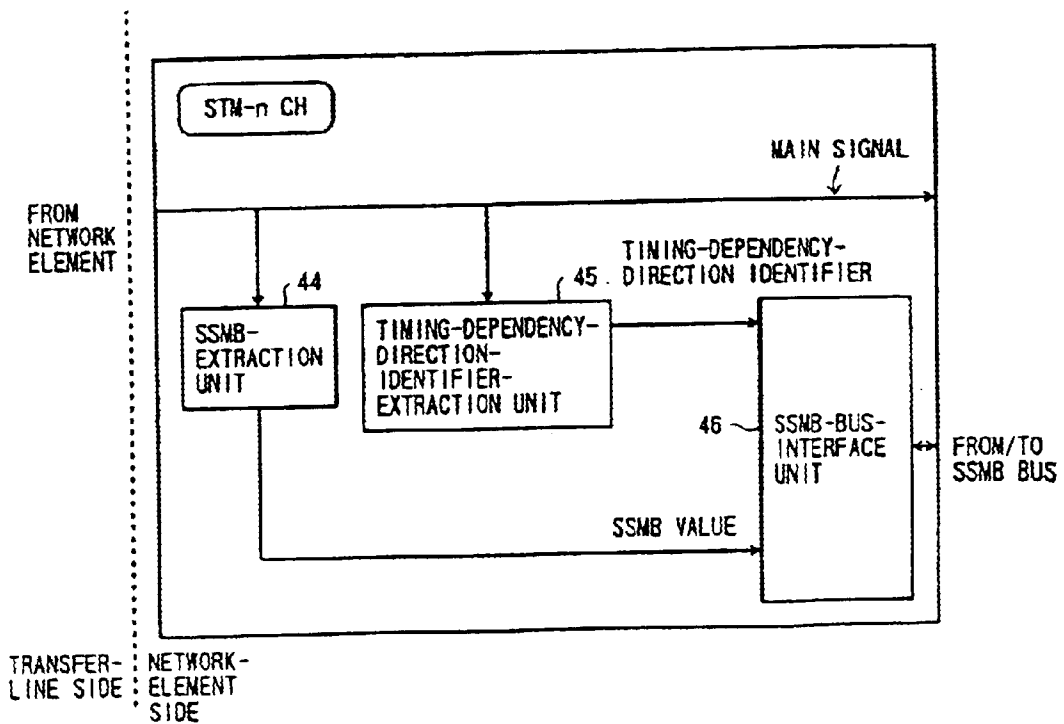 STM-n CH
MAIN SIGNAL
FROM
NETWORK
ELEMENT
TIMING-DEPENDENCY-
DIRECTION IDENTIFIER
44
SSMB-
EXTRACTION
UNIT
45
TIMING-DEPENDENCY-
DIRECTION-
IDENTIFIER-
EXTRACTION UNIT
46
SSMB-BUS-
INTERFACE
UNIT
FROM/TO
SSMB BUS
SSMB VALUE
TRANSFER-
LINE SIDE
NETWORK-
ELEMENT
SIDE